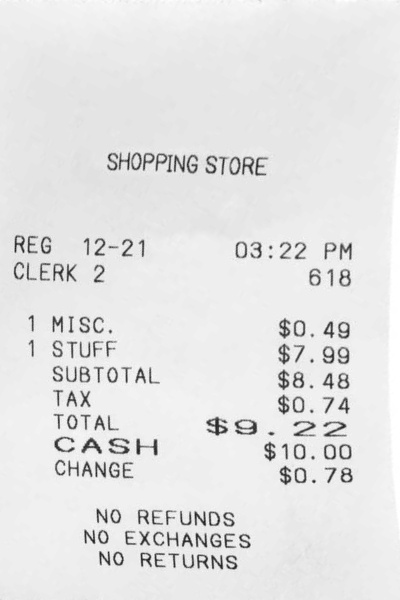 SHOPPING STORE
REG 12-21 03:22 PM
CLERK 2 618
1 MISC. $0.49
1 STUFF $7.99
SUBTOTAL $8.48
TAX $0.74
TOTAL $9.22
CASH $10.00
CHANGE $0.78
NO REFUNDS
NO EXCHANGES
NO RETURNS